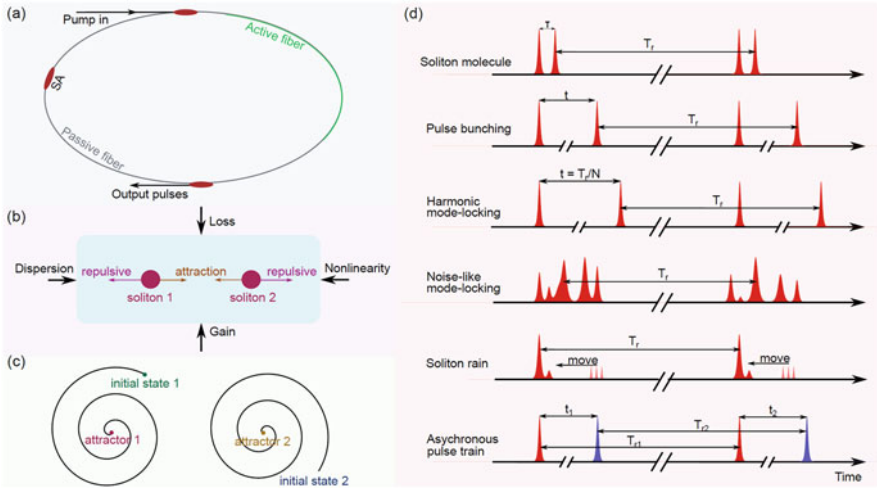 (a)
Pump in
Active fiber
SA
Passive fiber
Output pulses
(b)
Loss
Dispersion
repulsive
attraction
repulsive
Nonlinearity
soliton 1
soliton 2
Gain
(c)
initial state 1
attractor 1
attractor 2
initial state 2
(d)
τ
Tr
Soliton molecule
t
Pulse bunching
Tr
t = Tr/N
Harmonic
mode-locking
Tr
Noise-like
mode-locking
Tr
Soliton rain
Tr
move
move
t1
t2
Tr2
Asychronous
pulse train
Tr1
Time